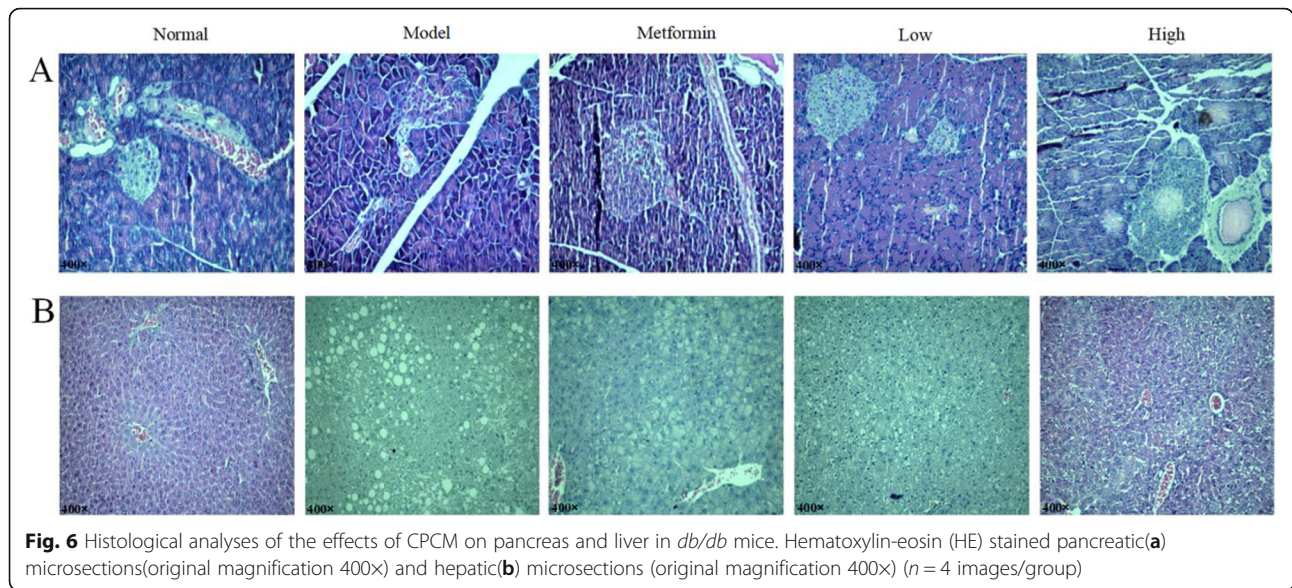 Normal Model Metformin Low High
A
400× 400× 400× 400× 400×
B
400× 400× 400× 400× 400×
Fig. 6 Histological analyses of the effects of CPCM on pancreas and liver in db/db mice. Hematoxylin-eosin (HE) stained pancreatic(a)
microsections(original magnification 400×) and hepatic(b) microsections (original magnification 400×) (n = 4 images/group)